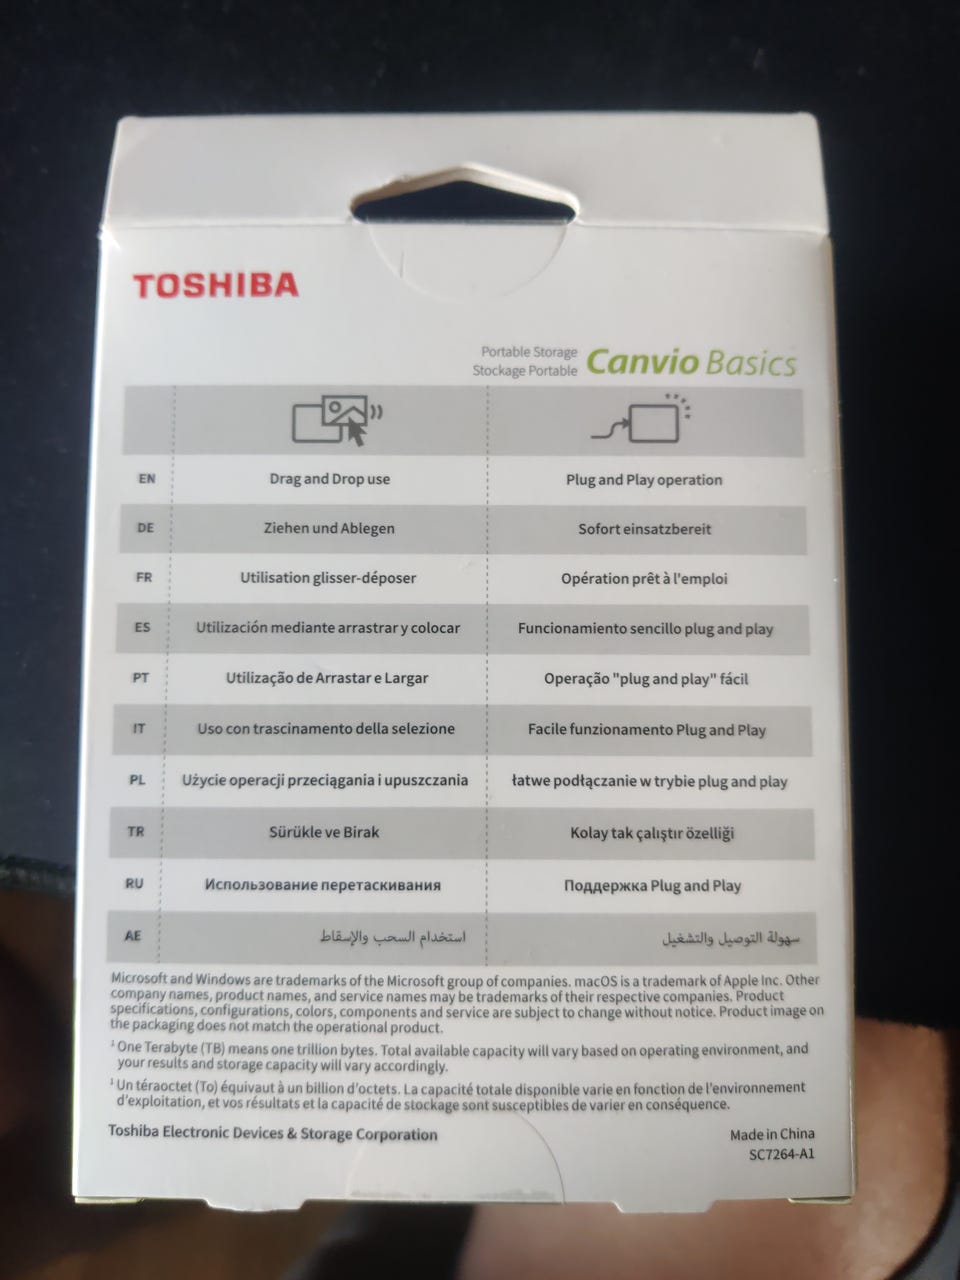 TOSHIBA
Portable Storage
Stockage Portable
Canvio Basics
EN Drag and Drop use Plug and Play operation
DE Ziehen und Ablegen Sofort einsatzbereit
FR Utilisation glisser-déposer Opération prêt à l'emploi
ES Utilización mediante arrastrar y colocar Funcionamiento sencillo plug and play
PT Utilização de Arrastar e Largar Operação "plug and play" fácil
IT Uso con trascinamento della selezione Facile funzionamento Plug and Play
PL Użycie operacji przeciągania i upuszczania łatwe podłączanie w trybie plug and play
TR Sürükle ve Birak Kolay tak çalıştır özelliği
RU Использование перетаскивания Поддержка Plug and Play
AE استخدام السحب والإسقاط سهولة التوصيل والتشغيل
Microsoft and Windows are trademarks of the Microsoft group of companies. macOS is a trademark of Apple Inc. Other
company names, product names, and service names may be trademarks of their respective companies. Product
specifications, configurations, colors, components and service are subject to change without notice. Product image on
the packaging does not match the operational product.
¹ One Terabyte (TB) means one trillion bytes. Total available capacity will vary based on operating environment, and
your results and storage capacity will vary accordingly.
¹ Un téraoctet (To) équivaut à un billion d'octets. La capacité totale disponible varie en fonction de l'environnement
d'exploitation, et vos résultats et la capacité de stockage sont susceptibles de varier en conséquence.
Toshiba Electronic Devices & Storage Corporation
Made in China
SC7264-A1